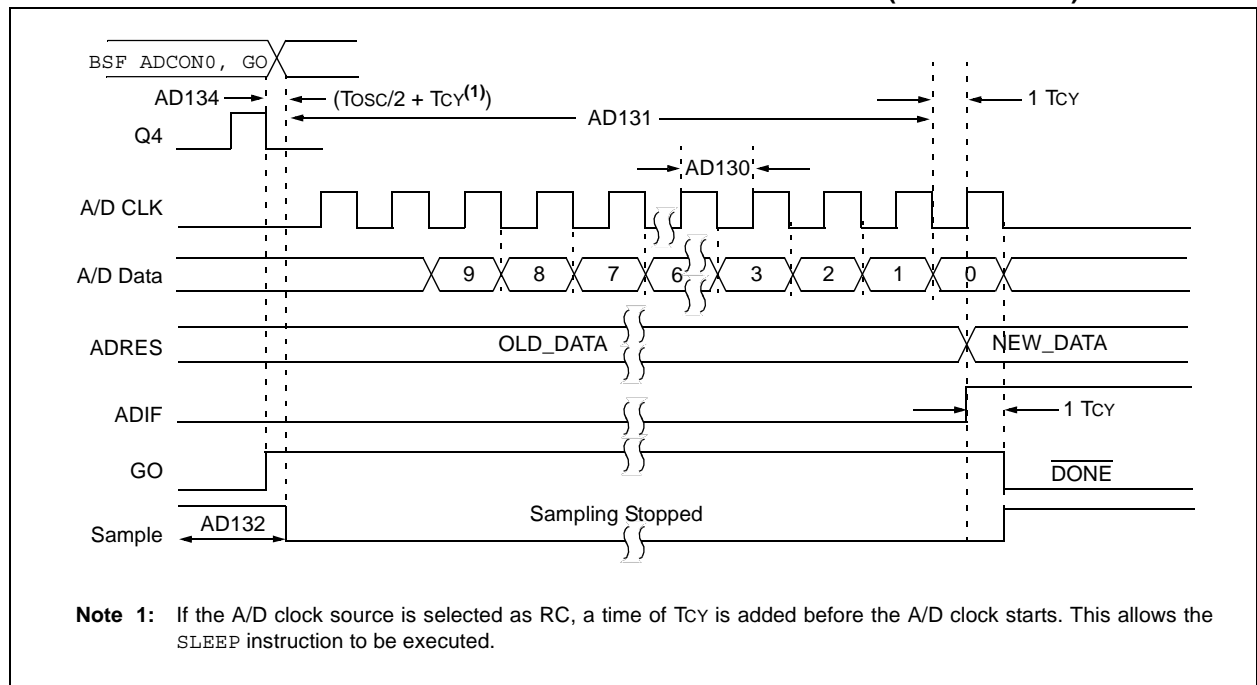 BSF ADCON0, GO
AD134 (TOSC/2 + TCY(1)) 1 TCY
AD131
Q4
AD130
A/D CLK
A/D Data 9 8 7 6 3 2 1 0
ADRES OLD_DATA NEW_DATA
ADIF 1 TCY
GO DONE
Sample AD132 Sampling Stopped
Note 1: If the A/D clock source is selected as RC, a time of TCY is added before the A/D clock starts. This allows the
SLEEP instruction to be executed.